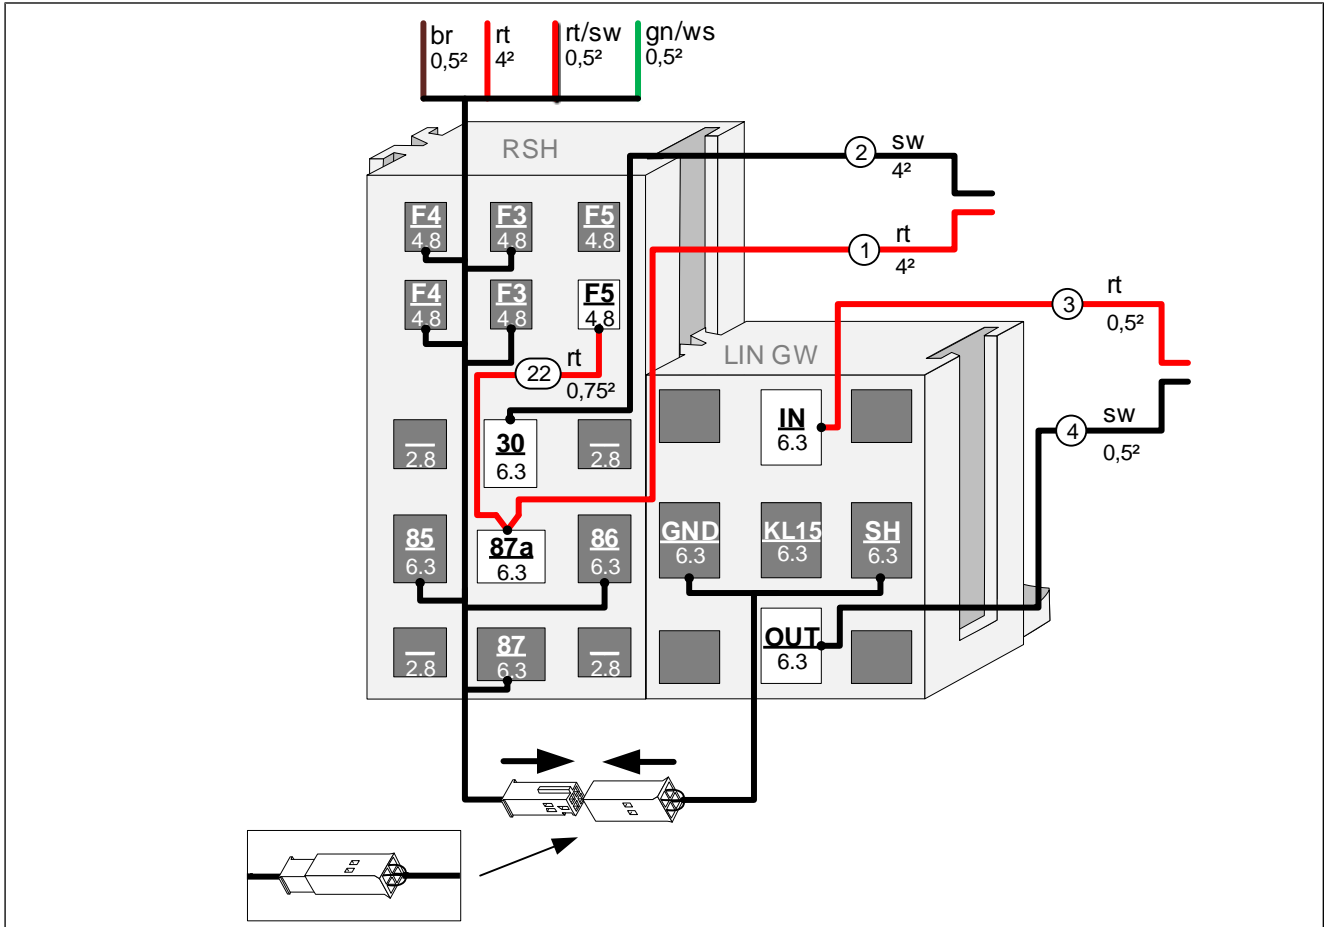 br
0,5²
rt
4²
rt/sw
0,5²
gn/ws
0,5²
RSH
2
sw
4²
1
rt
4²
F4
4.8
F3
4.8
F5
4.8
F4
4.8
F3
4.8
F5
4.8
22
rt
0,75²
3
rt
0,5²
LIN GW
4
sw
0,5²
2.8
30
6.3
2.8
IN
6.3
85
6.3
87a
6.3
86
6.3
GND
6.3
KL15
6.3
SH
6.3
2.8
87
6.3
2.8
OUT
6.3